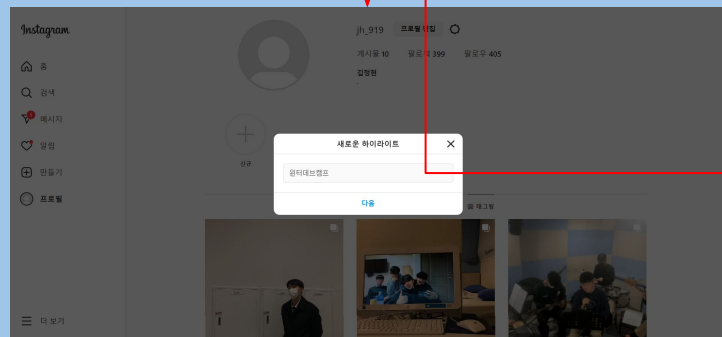 Instagram
홈
검색
메시지
알림
만들기
프로필
더 보기
jh_919
프로필 편집
게시물 10 팔로워 399 팔로우 405
김정현
신규
새로운 하이라이트
윈터데브캠프
다음
태그됨